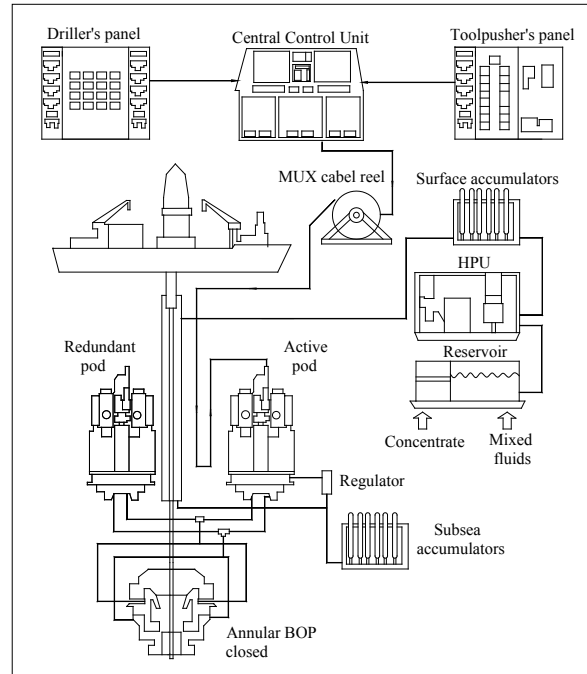 Driller's panel
Central Control Unit
Toolpusher's panel
MUX cabel reel
Surface accumulators
HPU
Reservoir
Redundant
pod
Active
pod
Concentrate
Mixed
fluids
Regulator
Subsea
accumulators
Annular BOP
closed